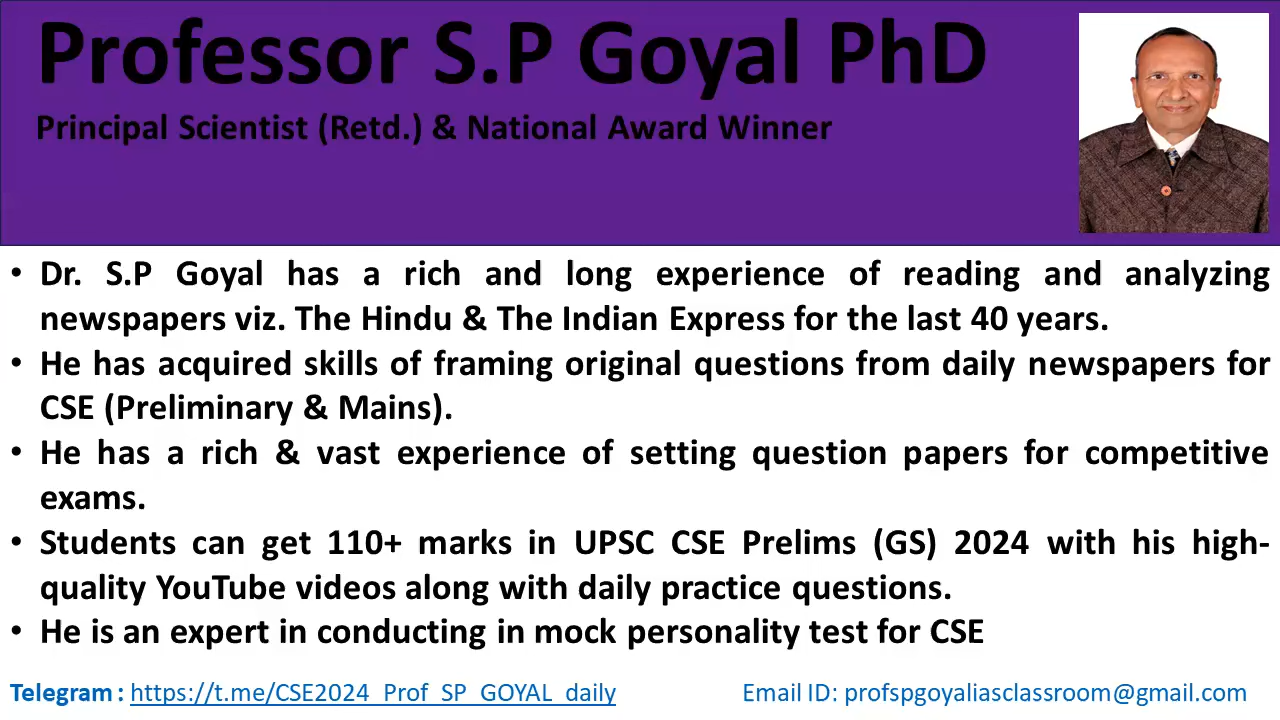 Professor S.P Goyal PhD
Principal Scientist (Retd.) & National Award Winner
• Dr. S.P Goyal has a rich and long experience of reading and analyzing
newspapers viz. The Hindu & The Indian Express for the last 40 years.
• He has acquired skills of framing original questions from daily newspapers for
CSE (Preliminary & Mains).
• He has a rich & vast experience of setting question papers for competitive
exams.
• Students can get 110+ marks in UPSC CSE Prelims (GS) 2024 with his high-
quality YouTube videos along with daily practice questions.
• He is an expert in conducting in mock personality test for CSE
Telegram : https://t.me/CSE2024_Prof_SP_GOYAL_daily Email ID: profspgoyaliasclassroom@gmail.com